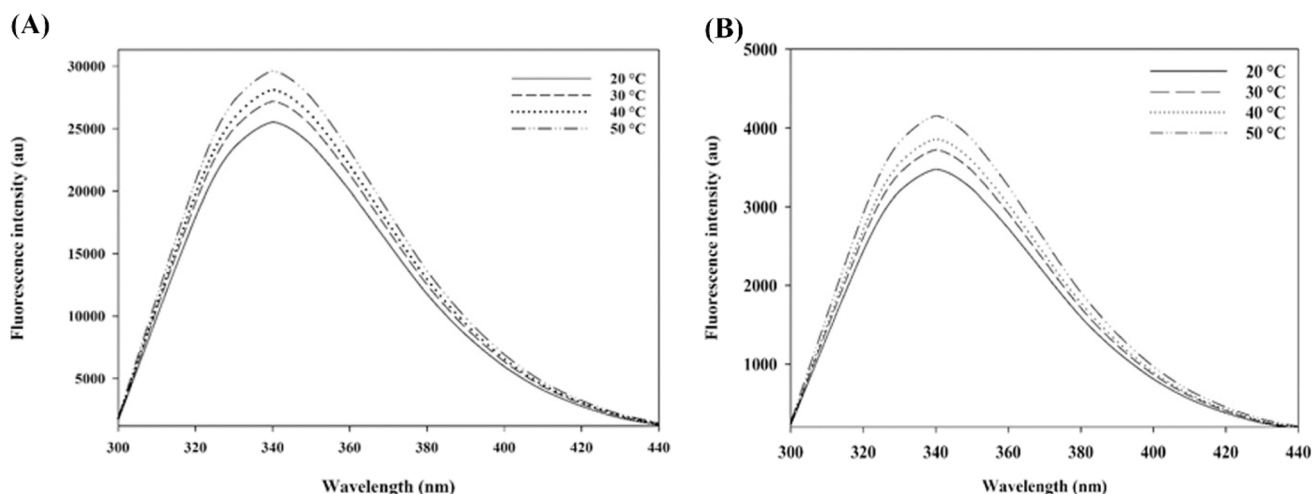 (A)
30000
25000
20000
15000
10000
5000
Fluorescence intensity (au)
20 °C
30 °C
40 °C
50 °C
300 320 340 360 380 400 420 440
Wavelength (nm)
(B)
5000
4000
3000
2000
1000
Fluorescence intensity (au)
20 °C
30 °C
40 °C
50 °C
300 320 340 360 380 400 420 440
Wavelength (nm)